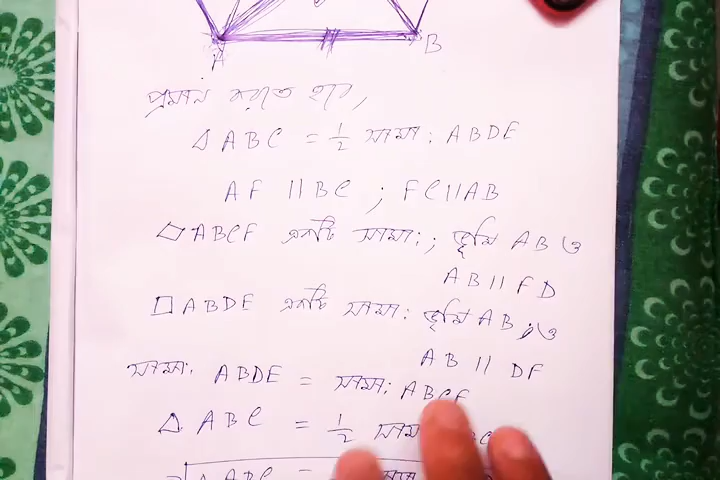 A B
প্রমান করতে হবে,
△ ABC = 1/2 সামা: ABDE
AF || BC ; FC || AB
▱ ABCF একটি সামা: ; ভূমি AB ও
AB || FD
□ ABDE একটি সামা: ভূমি AB ; ও
AB || DF
সামা: ABDE = সামা: ABCF
△ ABC = 1/2
△ ABC =